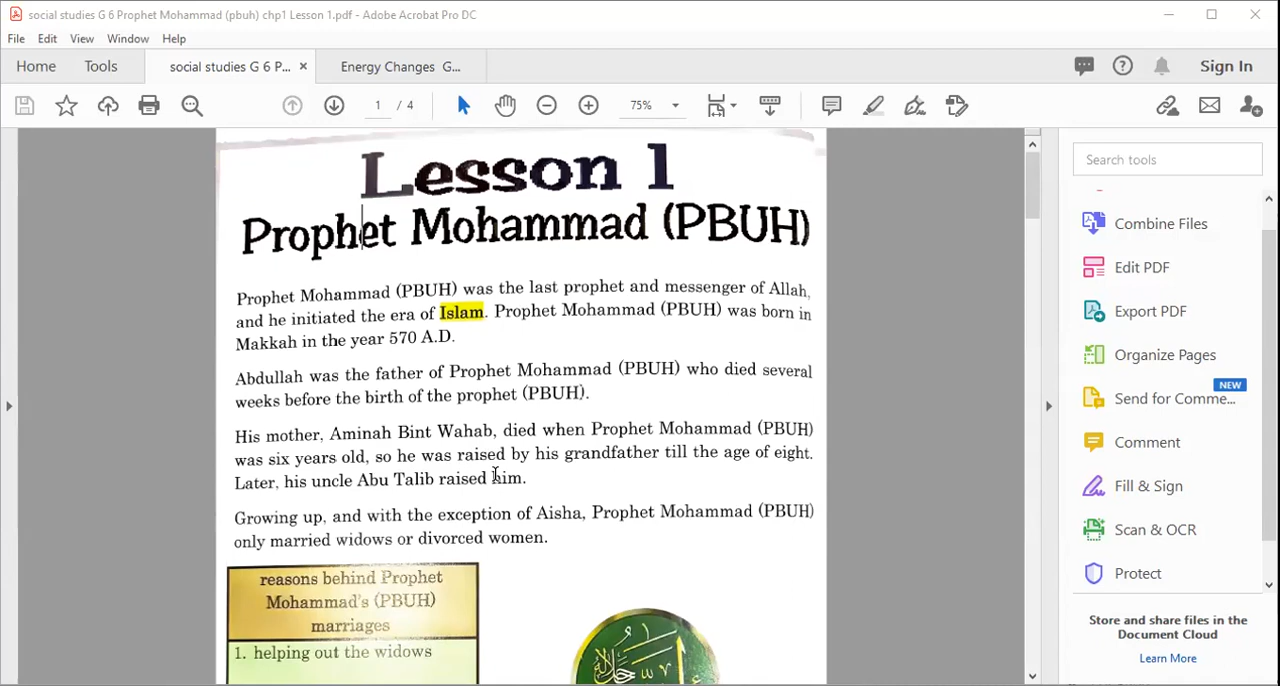 social studies G 6 Prophet Mohammad (pbuh) chp1 Lesson 1.pdf - Adobe Acrobat Pro DC
File Edit View Window Help
Home Tools social studies G 6 P... × Energy Changes G... Sign In
1 / 4 75%
Lesson 1
Prophet Mohammad (PBUH)
Prophet Mohammad (PBUH) was the last prophet and messenger of Allah,
and he initiated the era of Islam. Prophet Mohammad (PBUH) was born in
Makkah in the year 570 A.D.
Abdullah was the father of Prophet Mohammad (PBUH) who died several
weeks before the birth of the prophet (PBUH).
His mother, Aminah Bint Wahab, died when Prophet Mohammad (PBUH)
was six years old, so he was raised by his grandfather till the age of eight.
Later, his uncle Abu Talib raised him.
Growing up, and with the exception of Aisha, Prophet Mohammad (PBUH)
only married widows or divorced women.
reasons behind Prophet
Mohammad's (PBUH)
marriages
1. helping out the widows
Search tools
Combine Files
Edit PDF
Export PDF
Organize Pages
NEW
Send for Comme...
Comment
Fill & Sign
Scan & OCR
Protect
Store and share files in the
Document Cloud
Learn More